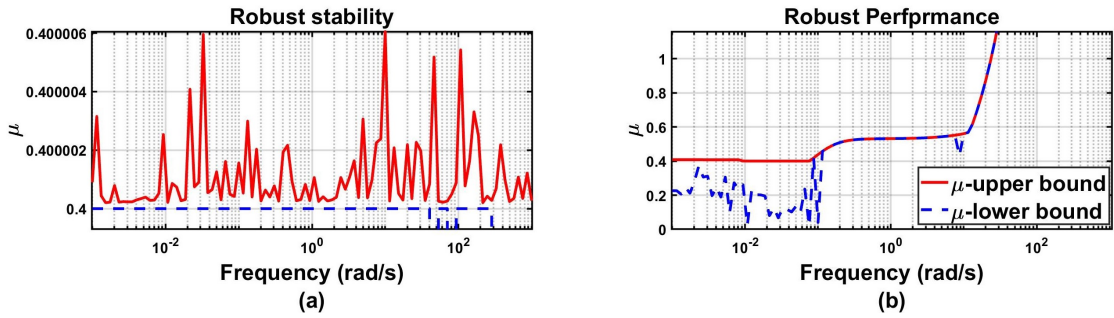 Robust stability
0.400006
0.400004
0.400002
0.4
μ
10^-2
10^0
10^2
Frequency (rad/s)
(a)
Robust Perfprmance
1
0.8
0.6
0.4
0.2
0
μ
μ-upper bound
μ-lower bound
10^-2
10^0
10^2
Frequency (rad/s)
(b)